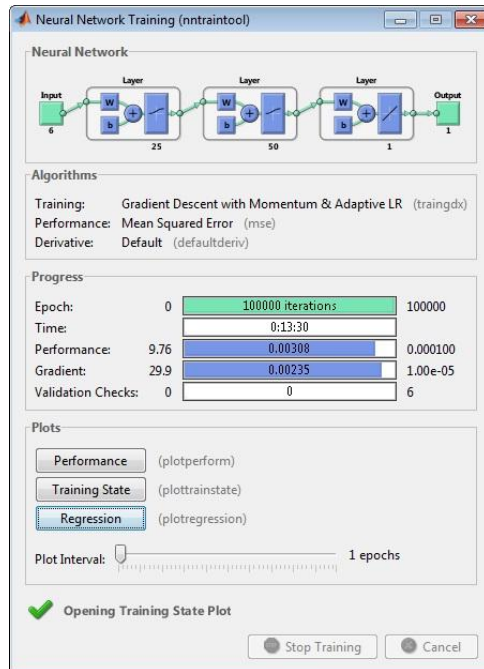 Neural Network Training (nntraintool)
Neural Network
Layer Layer Layer
Input W b W b W b Output
6 25 50 1 1
Algorithms
Training: Gradient Descent with Momentum & Adaptive LR (traingdx)
Performance: Mean Squared Error (mse)
Derivative: Default (defaultderiv)
Progress
Epoch: 0 100000 iterations 100000
Time: 0:13:30
Performance: 9.76 0.00308 0.000100
Gradient: 29.9 0.00235 1.00e-05
Validation Checks: 0 0 6
Plots
Performance (plotperform)
Training State (plottrainstate)
Regression (plotregression)
Plot Interval: 1 epochs
Opening Training State Plot
Stop Training Cancel